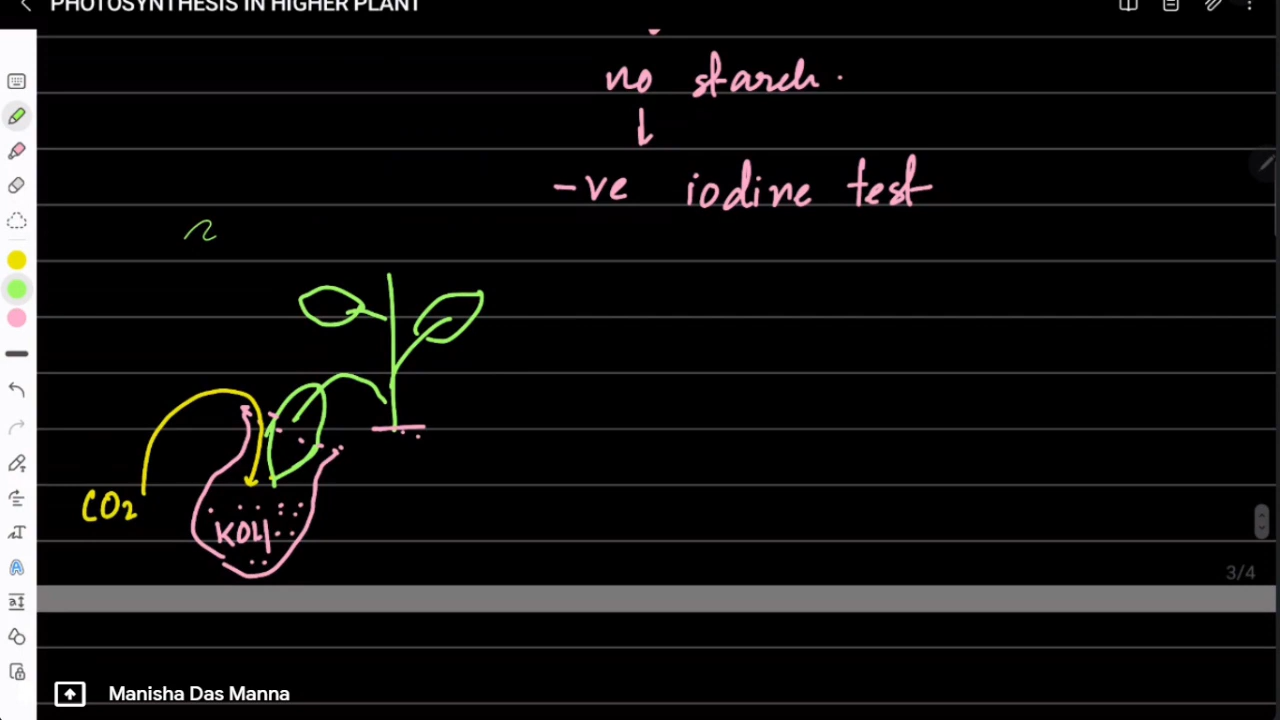 PHOTOSYNTHESIS IN HIGHER PLANT
no starch.
-ve iodine test
CO2
KOH
3/4
Manisha Das Manna